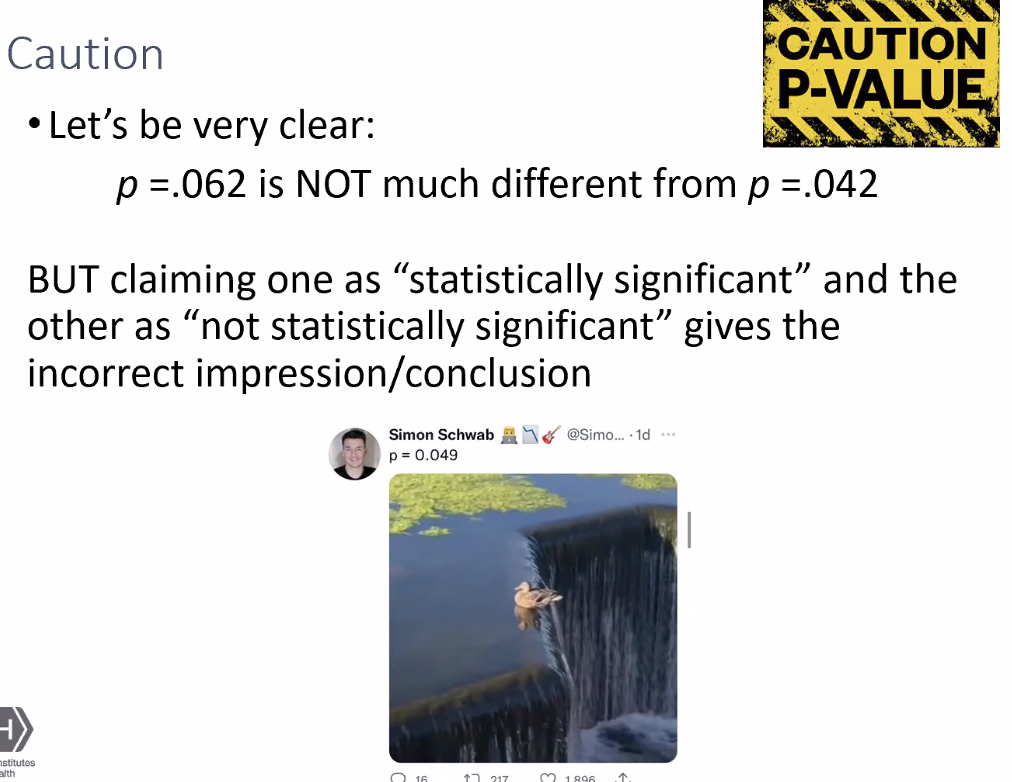 Caution
CAUTION
P-VALUE
• Let’s be very clear:
p =.062 is NOT much different from p =.042
BUT claiming one as “statistically significant” and the
other as “not statistically significant” gives the
incorrect impression/conclusion
Simon Schwab @Simo... · 1d ...
p = 0.049
16 217 1,896
H